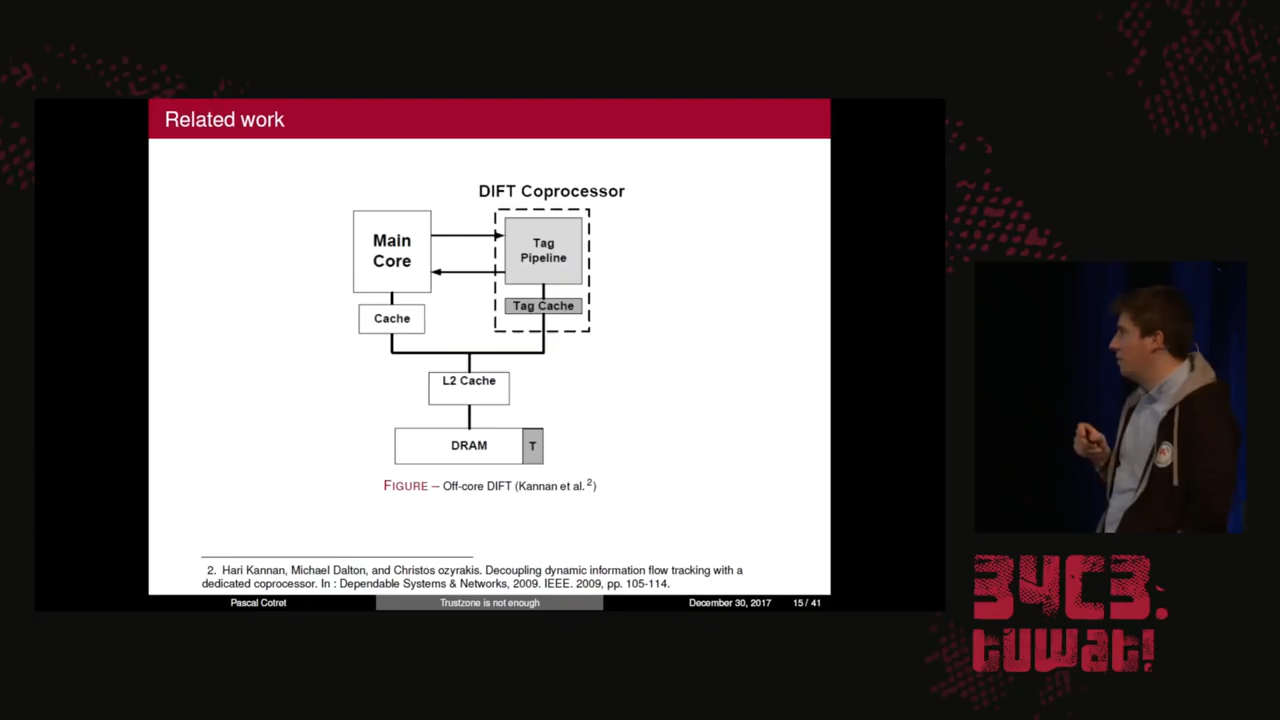 Related work
DIFT Coprocessor
Main
Core
Tag
Pipeline
Tag Cache
Cache
L2 Cache
DRAM
T
FIGURE – Off-core DIFT (Kannan et al. 2)
2. Hari Kannan, Michael Dalton, and Christos ozyrakis. Decoupling dynamic information flow tracking with a
dedicated coprocessor. In : Dependable Systems & Networks, 2009. IEEE. 2009, pp. 105-114.
Pascal Cotret
Trustzone is not enough
December 30, 2017
15 / 41
34C3.
tuwat!